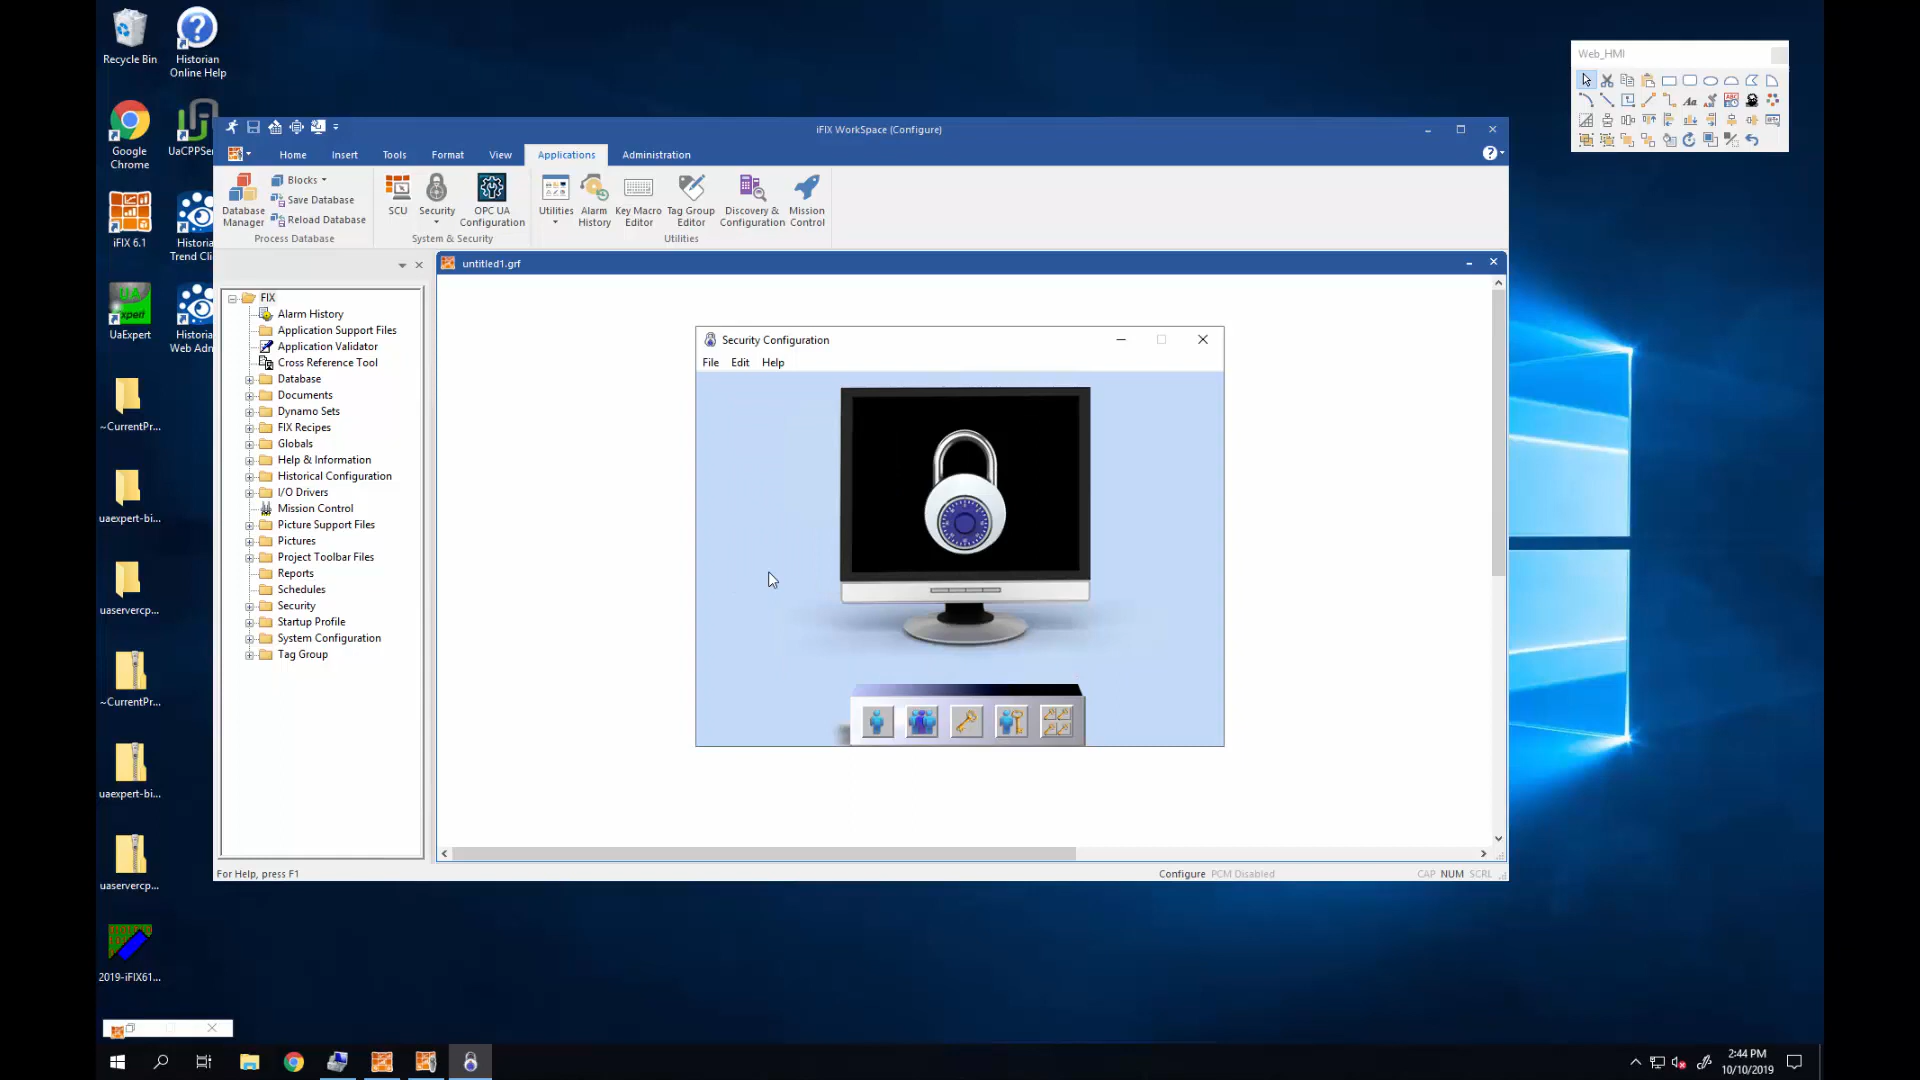 Recycle Bin
Historian
Online Help
Google
Chrome
UaCPPSer
iFIX 6.1
Historian
Trend Cli
UaExpert
Historian
Web Adm
~CurrentPr...
uaexpert-bi...
uaservercp...
~CurrentPr...
uaexpert-bi...
uaservercp...
2019-iFIX61...
Web_HMI
iFIX WorkSpace (Configure)
Home
Insert
Tools
Format
View
Applications
Administration
Database
Manager
Blocks
Save Database
Reload Database
Process Database
SCU
Security
OPC UA
Configuration
System & Security
Utilities
Alarm
History
Key Macro
Editor
Tag Group
Editor
Discovery &
Configuration
Mission
Control
Utilities
untitled1.grf
FIX
Alarm History
Application Support Files
Application Validator
Cross Reference Tool
Database
Documents
Dynamo Sets
FIX Recipes
Globals
Help & Information
Historical Configuration
I/O Drivers
Mission Control
Picture Support Files
Pictures
Project Toolbar Files
Reports
Schedules
Security
Startup Profile
System Configuration
Tag Group
Security Configuration
File
Edit
Help
For Help, press F1
Configure
PCM Disabled
CAP
NUM
SCRL
2:44 PM
10/10/2019